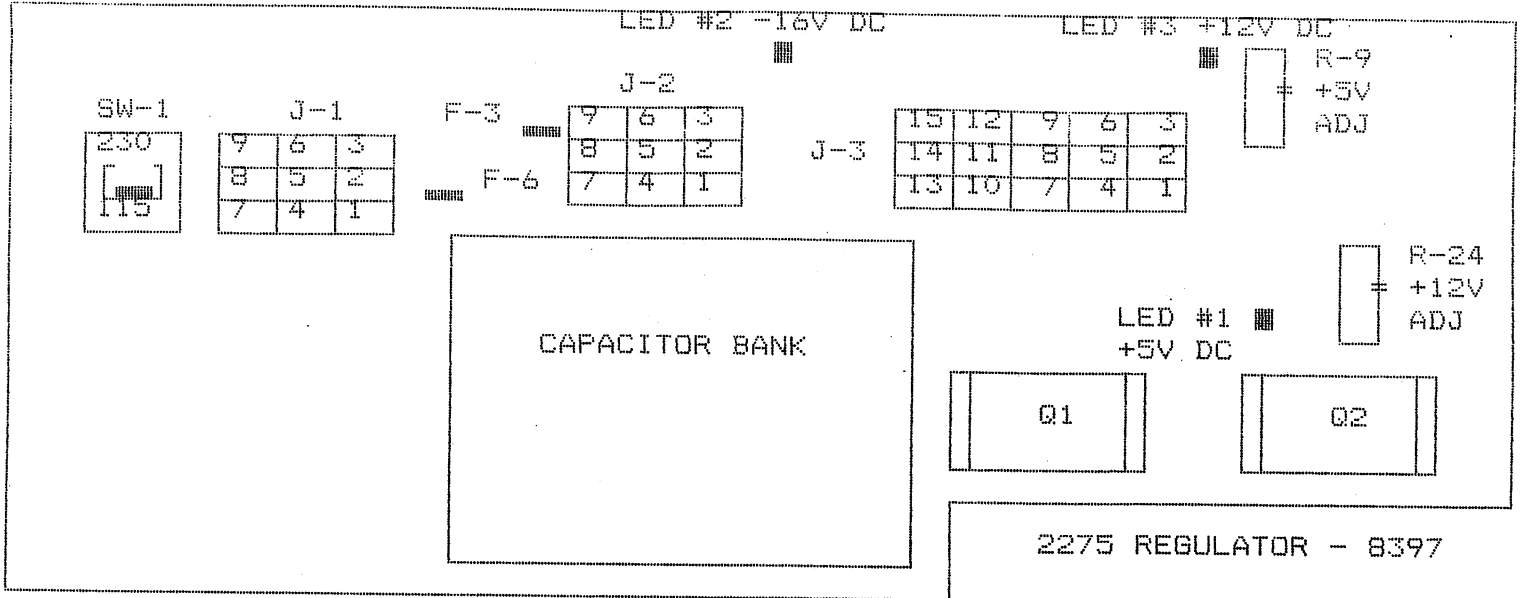 LED #2 -16V DC
LED #3 +12V DC
R-9
+5V
ADJ
SW-1
230
115
J-1
9 6 3
8 5 2
7 4 1
F-3
F-6
J-2
9 6 3
8 5 2
7 4 1
J-3
15 12 9 6 3
14 11 8 5 2
13 10 7 4 1
R-24
+12V
ADJ
LED #1
+5V DC
CAPACITOR BANK
Q1
Q2
2275 REGULATOR - 8397